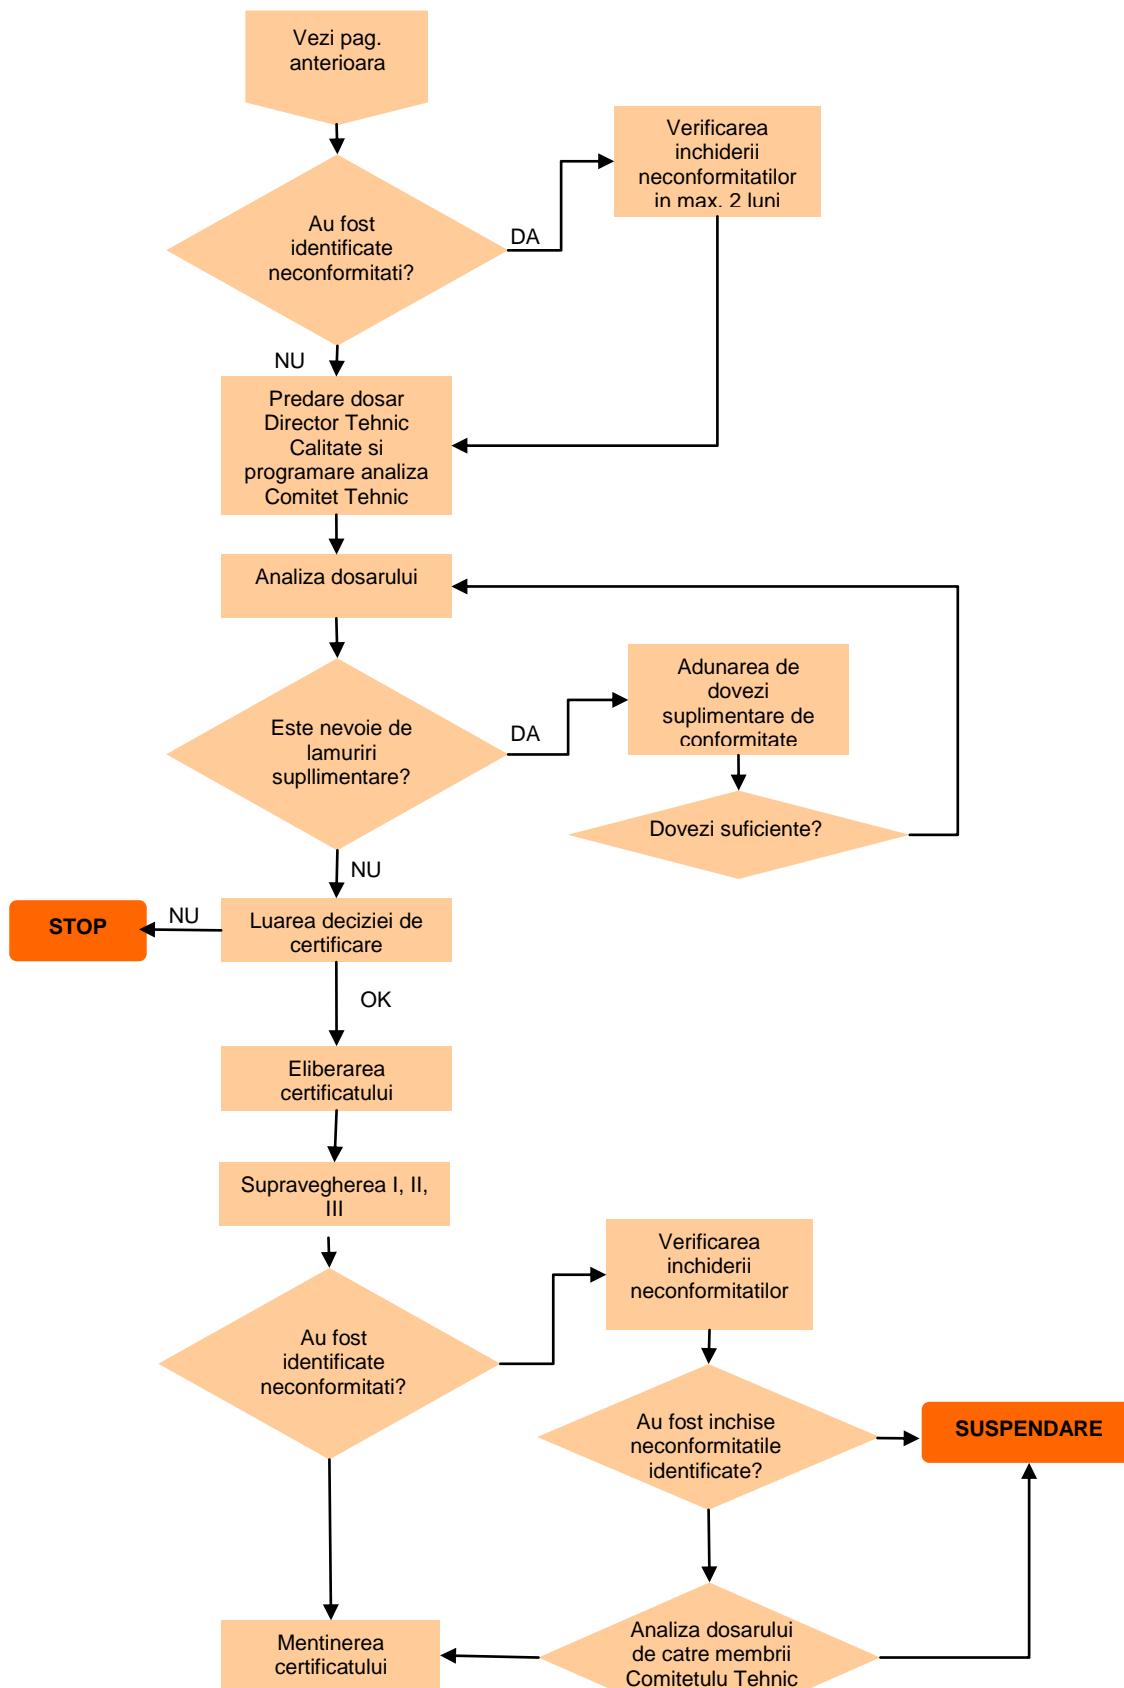 Vezi pag.
anterioara
Verificarea
inchiderii
neconformitatilor
in max. 2 luni
Au fost
identificate
neconformitati?
DA
NU
Predare dosar
Director Tehnic
Calitate si
programare analiza
Comitet Tehnic
Analiza dosarului
Adunarea de
dovezi
suplimentare de
conformitate
Este nevoie de
lamuriri
supllimentare?
DA
Dovezi suficiente?
NU
STOP
NU
Luarea deciziei de
certificare
OK
Eliberarea
certificatului
Supravegherea I, II,
III
Verificarea
inchiderii
neconformitatilor
Au fost
identificate
neconformitati?
Au fost inchise
neconformitatile
identificate?
SUSPENDARE
Mentinerea
certificatului
Analiza dosarului
de catre membrii
Comitetulu Tehnic